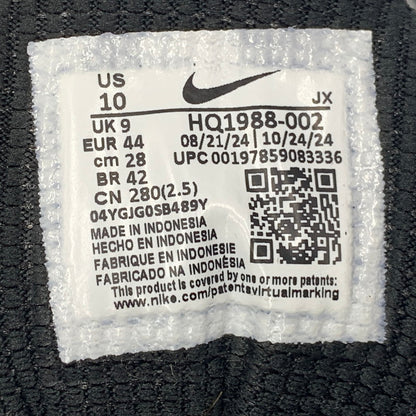 US
10
JX
UK 9
HQ1988-002
EUR 44
08/21/24 10/24/24
cm 28
UPC 00197859083336
BR 42
CN 280(2.5)
04YGJG0SB489Y
MADE IN INDONESIA
HECHO EN INDONESIA
FABRIQUE EN INDONESIE
FABRICADO NA INDONESIA
This product is covered by one or more patents:
www.nike.com/patentsvirtualmarking